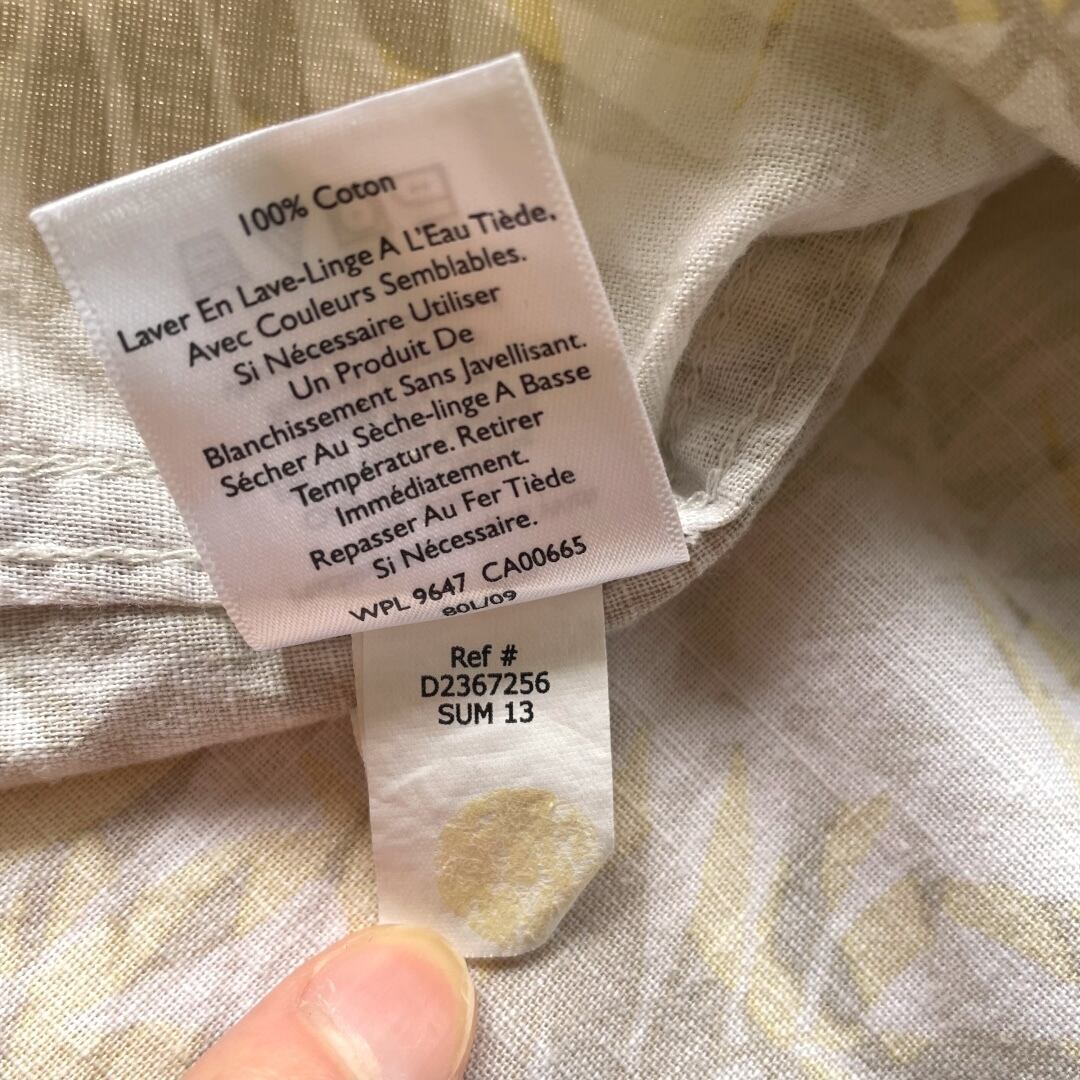 100% Coton
Laver En Lave-Linge A L'Eau Tiède,
Avec Couleurs Semblables.
Si Nécessaire Utiliser
Un Produit De
Blanchissement Sans Javellisant.
Sécher Au Sèche-linge A Basse
Température. Retirer
Immédiatement.
Repasser Au Fer Tiède
Si Nécessaire.
WPL 9647 CA00665
80L/09
Ref #
D2367256
SUM 13